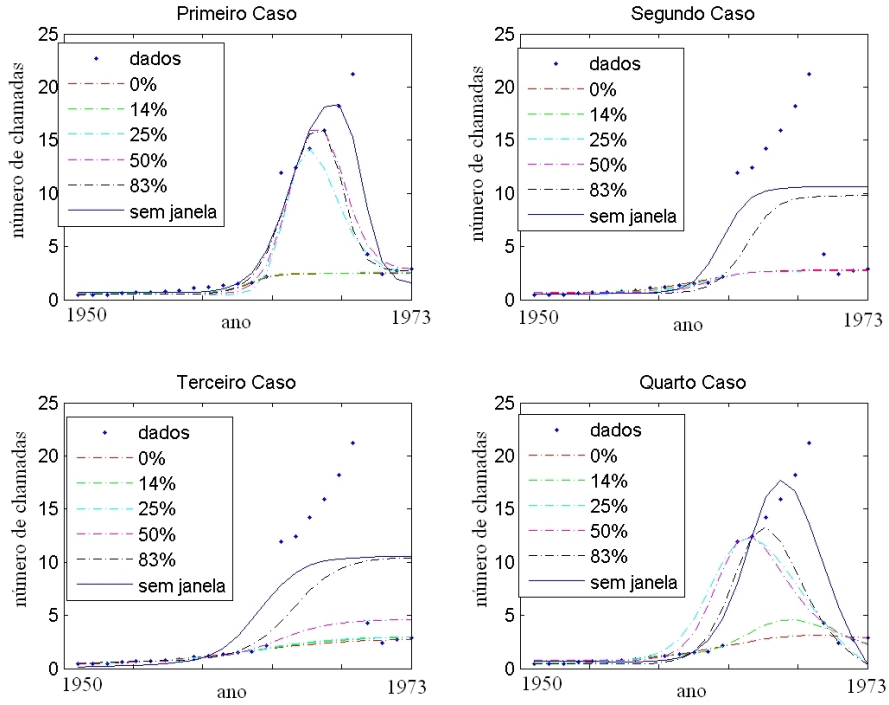 Primeiro Caso
número de chamadas
25
20
15
10
5
0
dados
0%
14%
25%
50%
83%
sem janela
1950
ano
1973
Segundo Caso
número de chamadas
25
20
15
10
5
0
dados
0%
14%
25%
50%
83%
sem janela
1950
ano
1973
Terceiro Caso
número de chamadas
25
20
15
10
5
0
dados
0%
14%
25%
50%
83%
sem janela
1950
ano
1973
Quarto Caso
número de chamadas
25
20
15
10
5
0
dados
0%
14%
25%
50%
83%
sem janela
1950
ano
1973